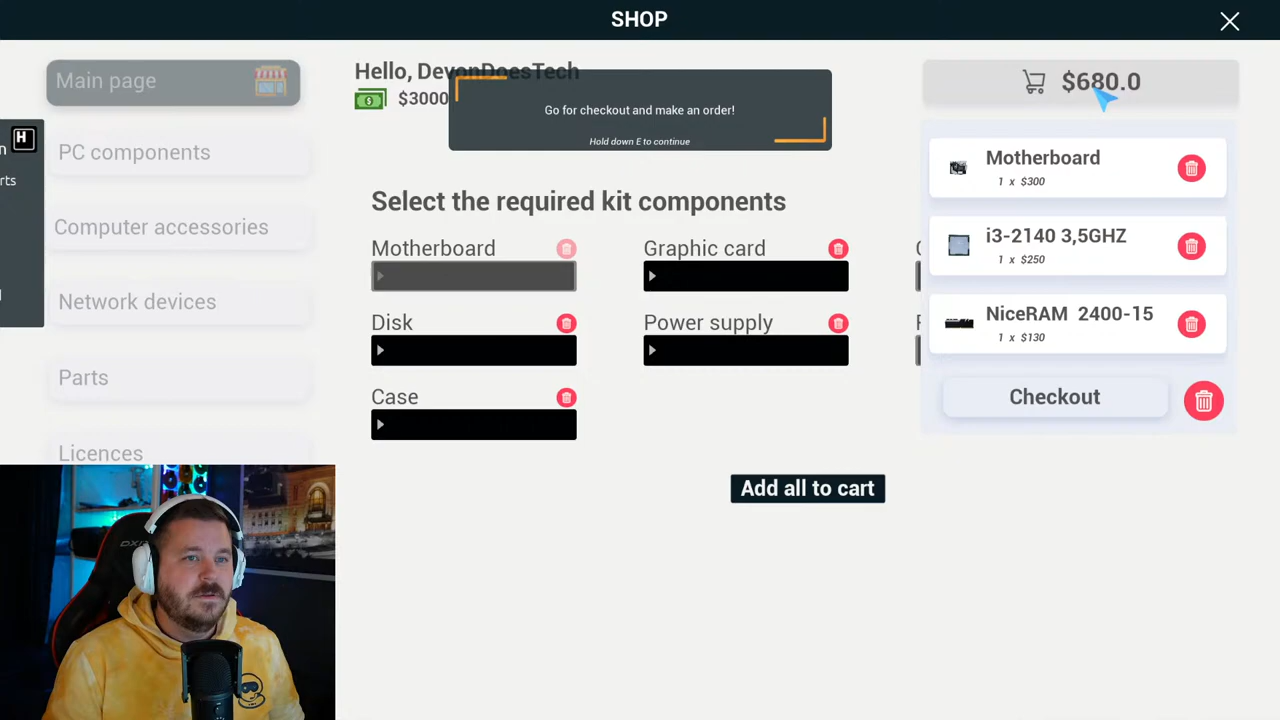 SHOP
Main page
Hello, DevonDoesTech
$3000
Go for checkout and make an order!
Hold down E to continue
$680.0
H
n
rts
PC components
Computer accessories
Network devices
Parts
Licences
Select the required kit components
Motherboard
Graphic card
Disk
Power supply
Case
Add all to cart
Motherboard
1 x $300
i3-2140 3,5GHZ
1 x $250
NiceRAM 2400-15
1 x $130
Checkout